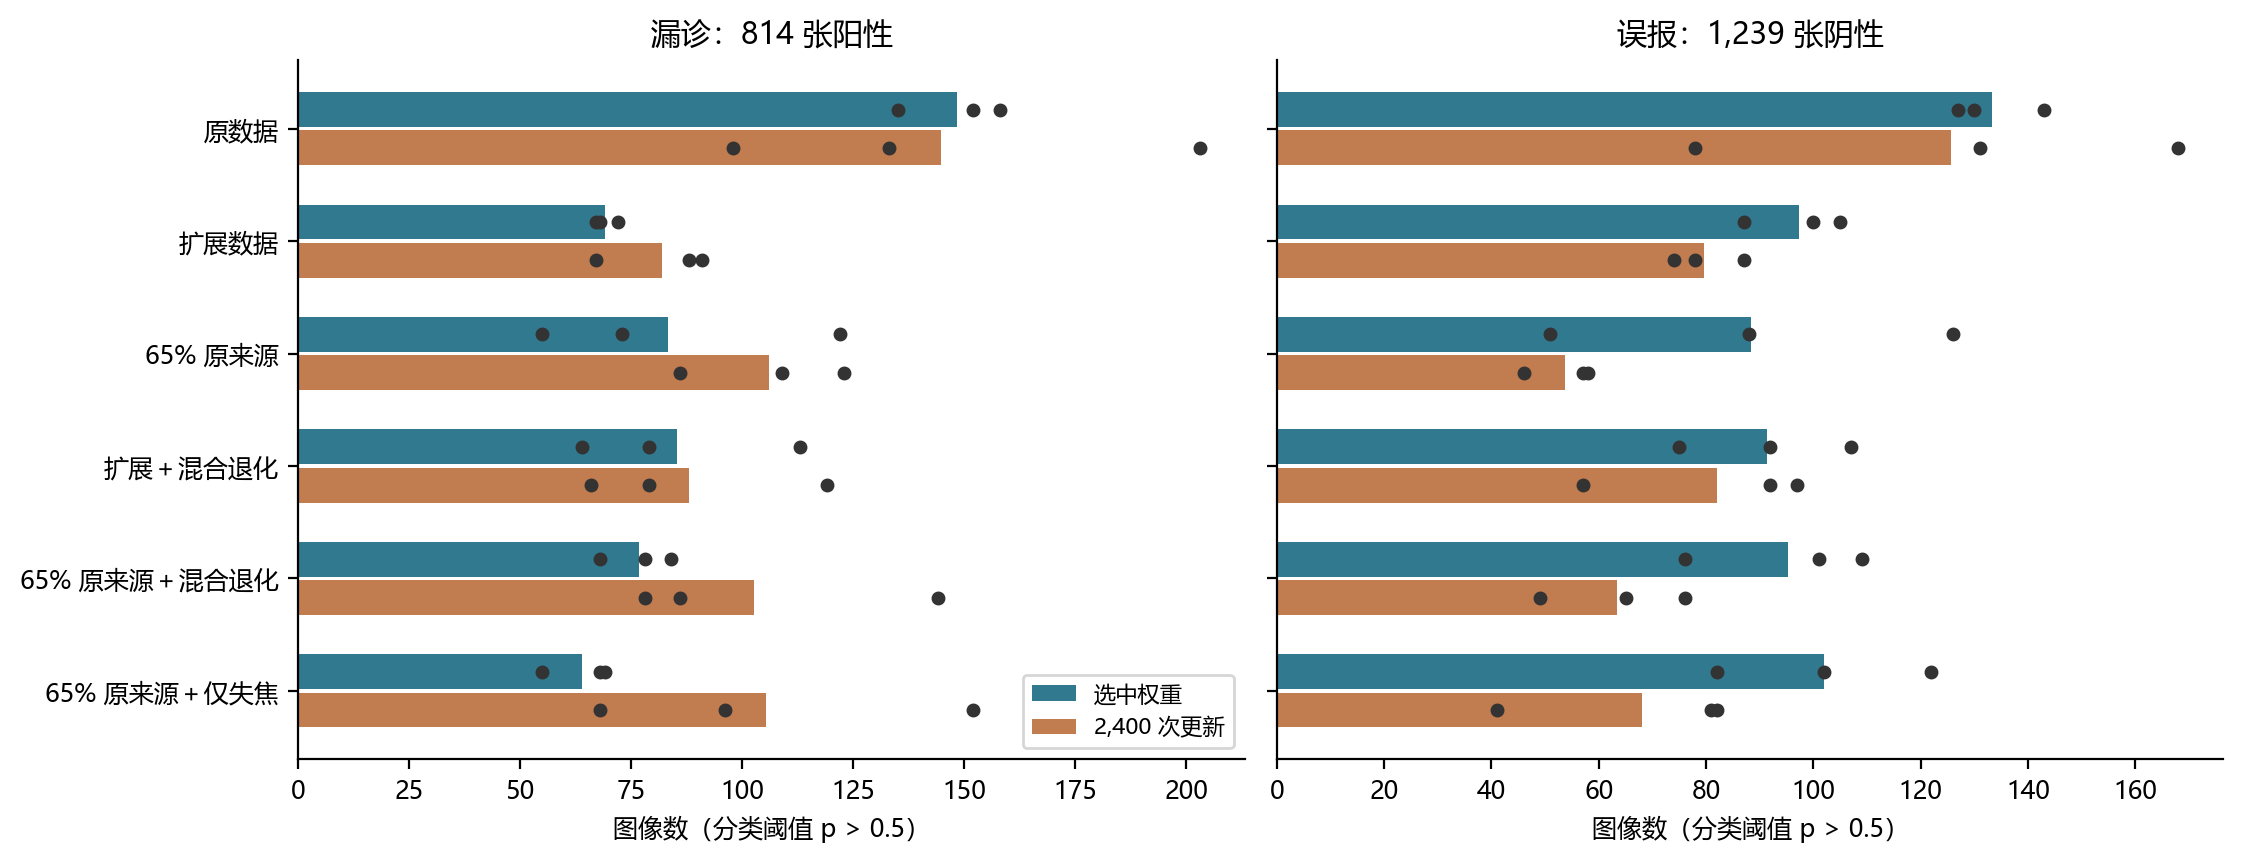 漏诊：814 张阳性
误报：1,239 张阴性
原数据
扩展数据
65% 原来源
扩展 + 混合退化
65% 原来源 + 混合退化
65% 原来源 + 仅失焦
选中权重
2,400 次更新
0 25 50 75 100 125 150 175 200
0 20 40 60 80 100 120 140 160
图像数（分类阈值 p > 0.5）
图像数（分类阈值 p > 0.5）